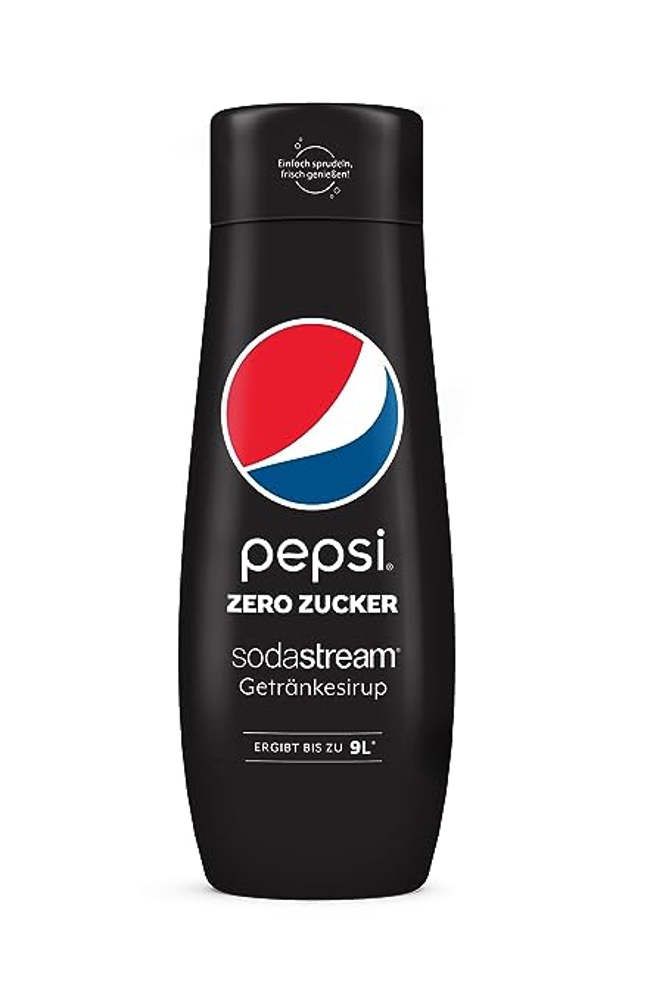 Einfach sprudeln,
frisch genießen!
pepsi®
ZERO ZUCKER
sodastream®
Getränkesirup
ERGIBT BIS ZU 9L*